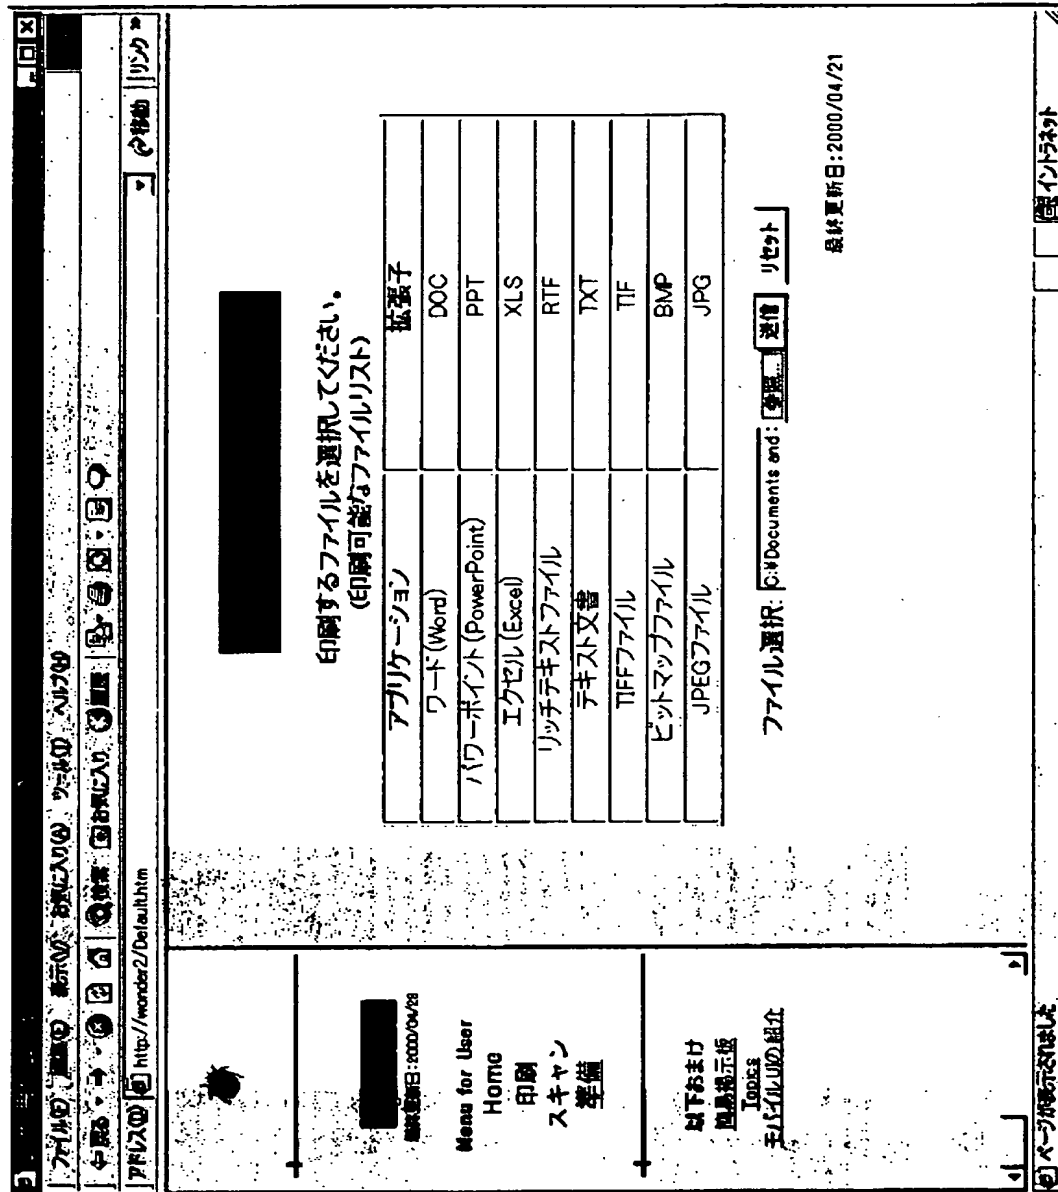 ファイル(F) 編集(E) 表示(V) お気に入り(A) ツール(T) ヘルプ(H)
戻る 検索 お気に入り 履歴
アドレス(D) http://wonder2/Default.htm 移動 リンク »
最終更新日:2000/04/28
Menu for User
Home
印刷
スキャン
準備
以下おまけ
簡易掲示板
Topics
モバイルUIの紹介
印刷するファイルを選択してください。
(印刷可能なファイルリスト)
アプリケーション 拡張子
ワード(Word) DOC
パワーポイント(PowerPoint) PPT
エクセル(Excel) XLS
リッチテキストファイル RTF
テキスト文書 TXT
TIFFファイル TIF
ビットマップファイル BMP
JPEGファイル JPG
ファイル選択: C:¥Documents and : 参照... 送信 リセット
最終更新日:2000/04/21
ページが表示されました イントラネット